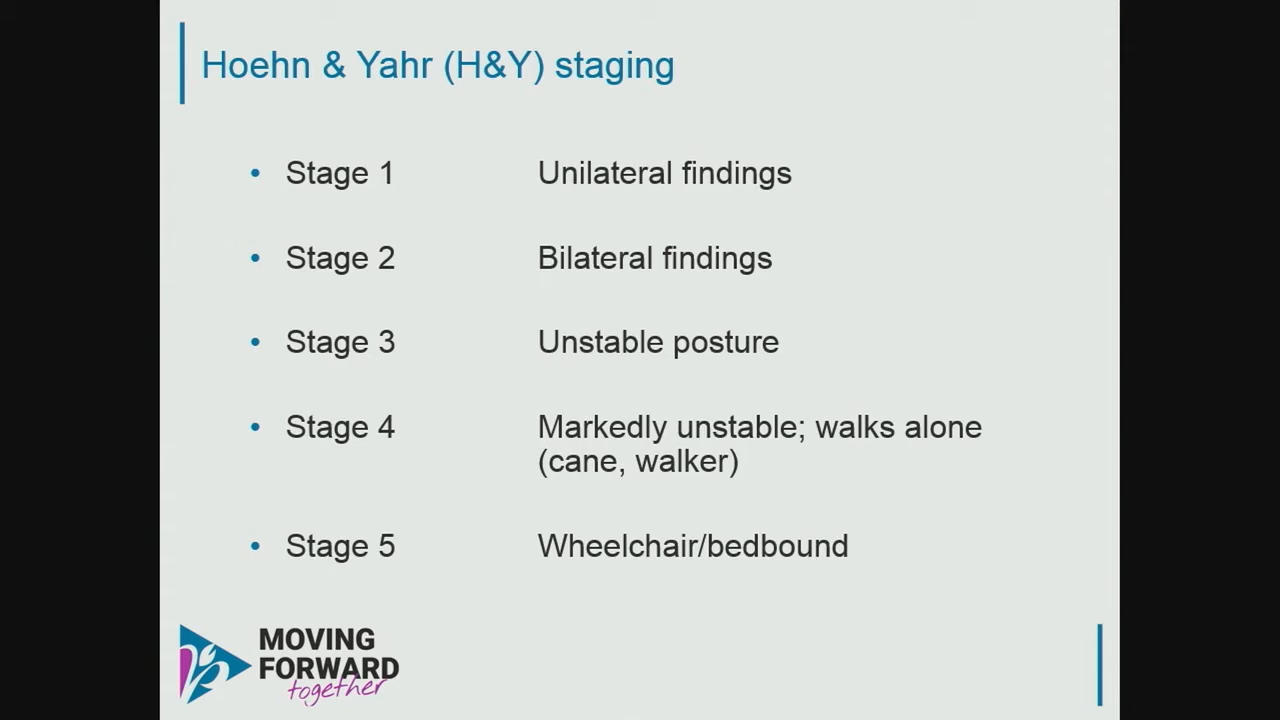 Hoehn & Yahr (H&Y) staging
• Stage 1 Unilateral findings
• Stage 2 Bilateral findings
• Stage 3 Unstable posture
• Stage 4 Markedly unstable; walks alone
(cane, walker)
• Stage 5 Wheelchair/bedbound
MOVING
FORWARD
together